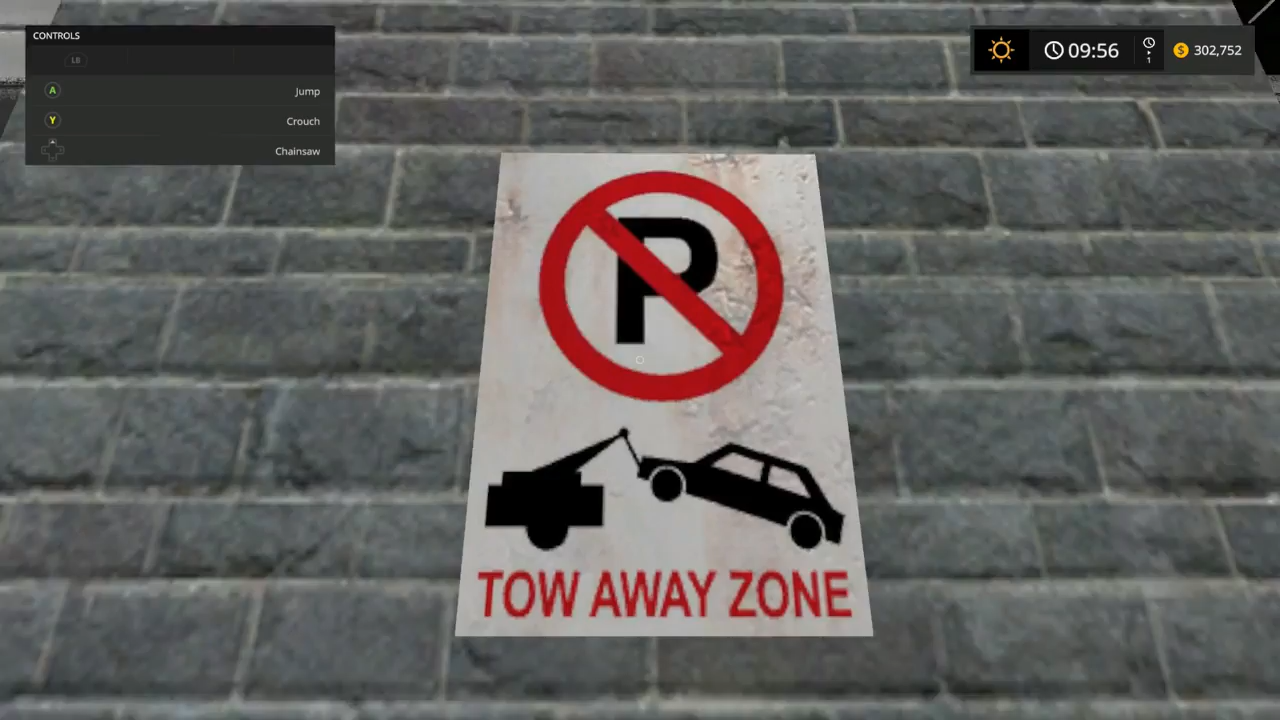 CONTROLS
LB
A Jump
Y Crouch
Chainsaw
09:56
1
$ 302,752
P
TOW AWAY ZONE